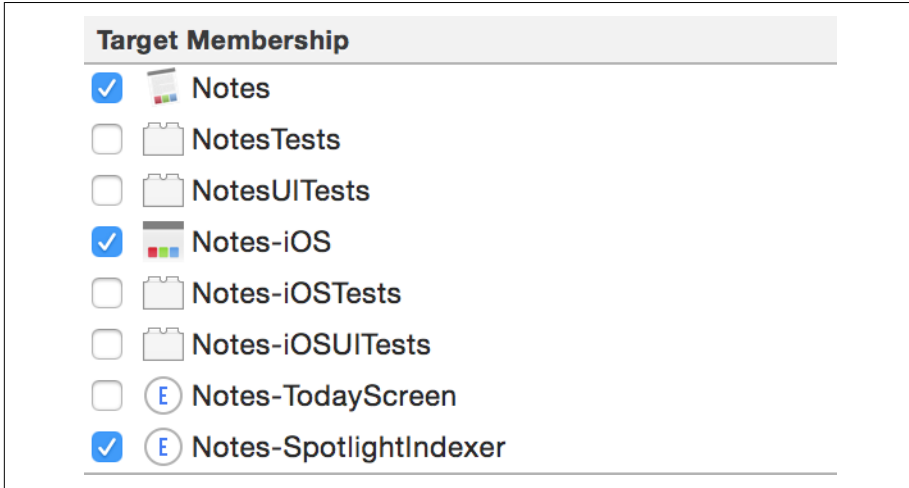 Target Membership
Notes
NotesTests
NotesUITests
Notes-iOS
Notes-iOSTests
Notes-iOSUITests
E Notes-TodayScreen
E Notes-SpotlightIndexer